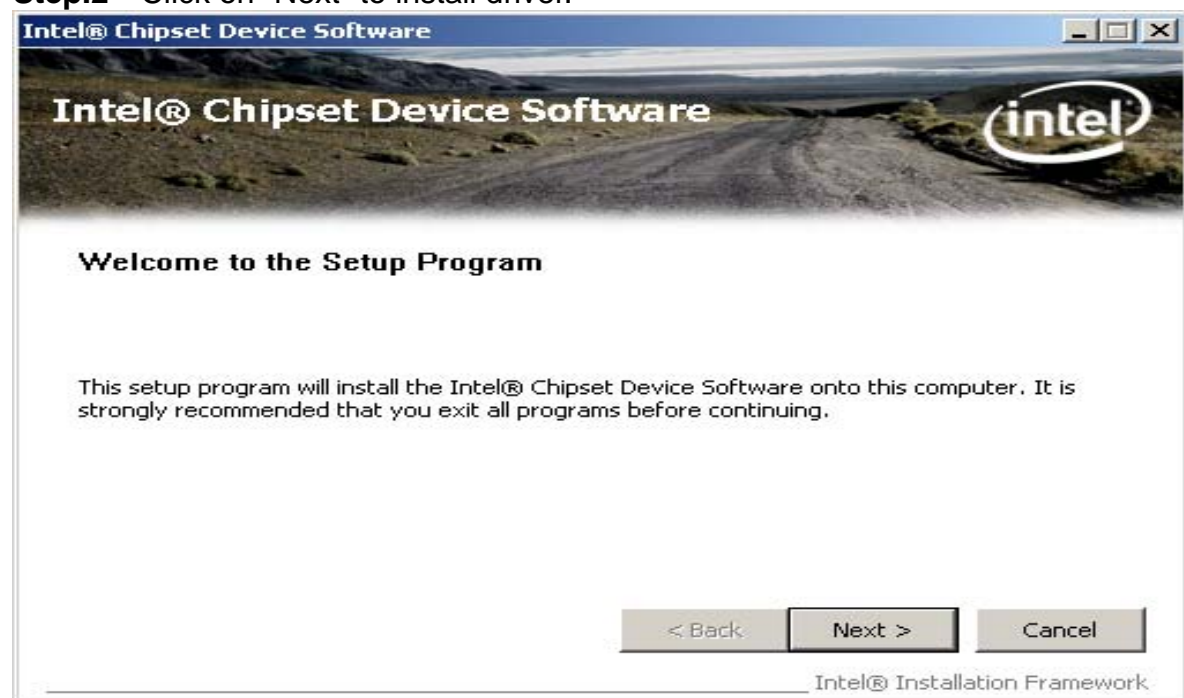 Step.2 Click on "Next" to install driver.
Intel® Chipset Device Software
Intel® Chipset Device Software
intel
Welcome to the Setup Program
This setup program will install the Intel® Chipset Device Software onto this computer. It is
strongly recommended that you exit all programs before continuing.
< Back Next > Cancel
Intel® Installation Framework